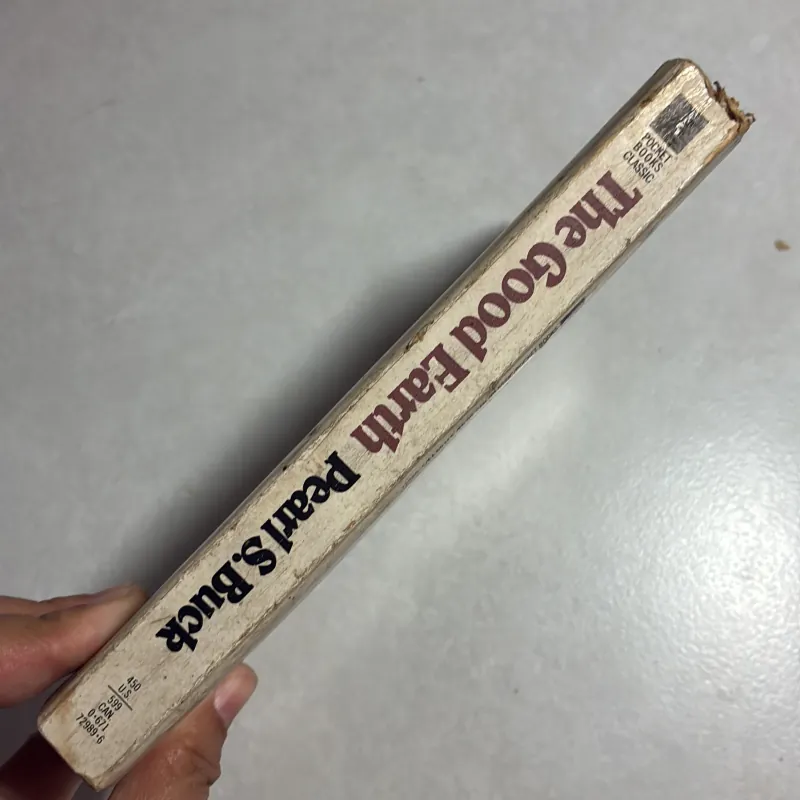 POCKET
BOOKS
CLASSIC
The Good Earth Pearl S. Buck
450
U.S.
599
CAN
0-671
72989-6